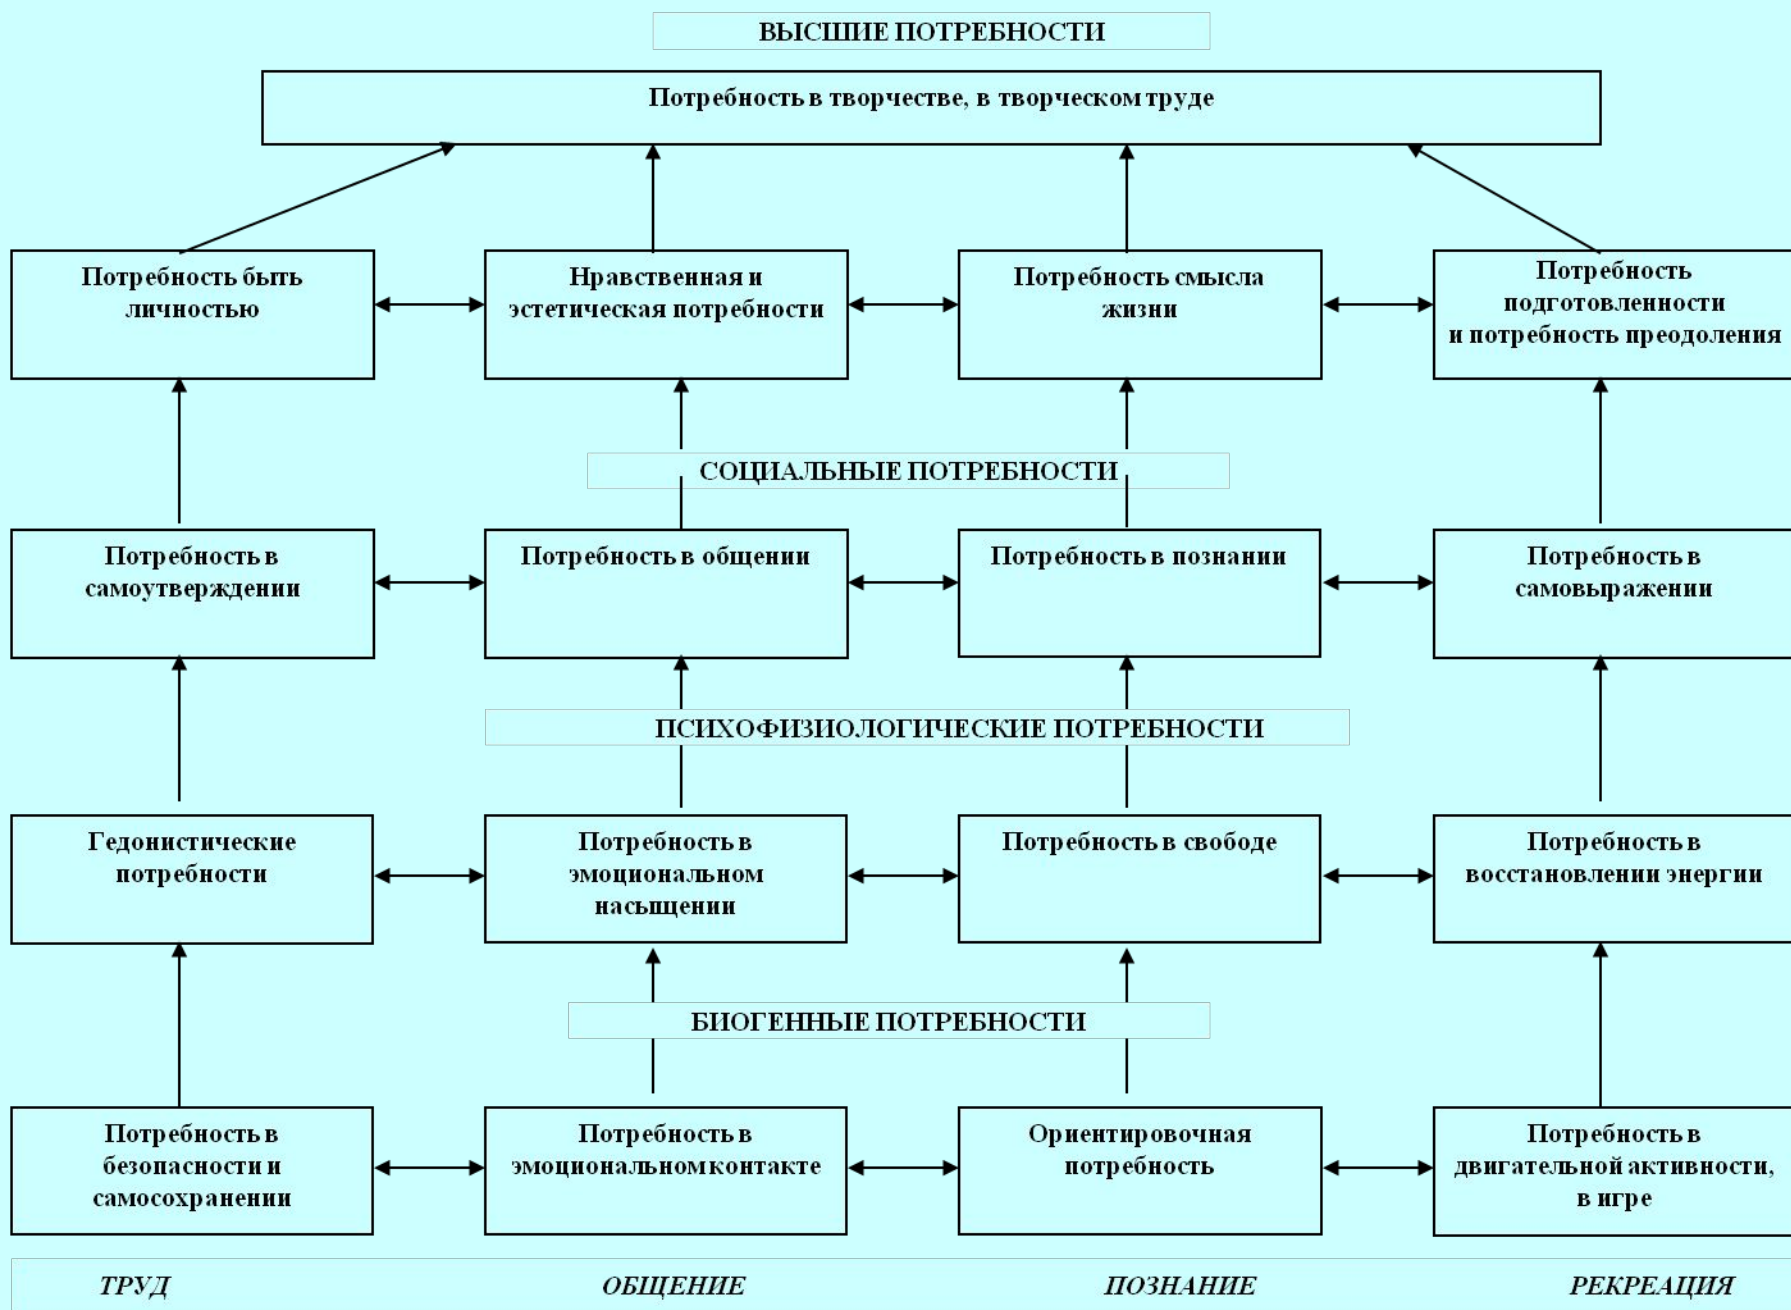 ВЫСШИЕ ПОТРЕБНОСТИ
Потребность в творчестве, в творческом труде
Потребность быть
личностью
Нравственная и
эстетическая потребности
Потребность смысла
жизни
Потребность
подготовленности
и потребность преодоления
СОЦИАЛЬНЫЕ ПОТРЕБНОСТИ
Потребность в
самоутверждении
Потребность в общении
Потребность в познании
Потребность в
самовыражении
ПСИХОФИЗИОЛОГИЧЕСКИЕ ПОТРЕБНОСТИ
Гедонистические
потребности
Потребность в
эмоциональном
насыщении
Потребность в свободе
Потребность в
восстановлении энергии
БИОГЕННЫЕ ПОТРЕБНОСТИ
Потребность в
безопасности и
самосохранении
Потребность в
эмоциональном контакте
Ориентировочная
потребность
Потребность в
двигательной активности,
в игре
ТРУД ОБЩЕНИЕ ПОЗНАНИЕ РЕКРЕАЦИЯ